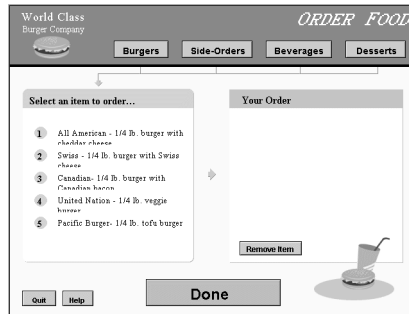 World Class
Burger Company
ORDER FOOD
Burgers Side-Orders Beverages Desserts
Select an item to order...
1 All American - 1/4 lb. burger with
cheddar cheese
2 Swiss - 1/4 lb. burger with Swiss
cheese
3 Canadian- 1/4 lb. burger with
Canadian bacon
4 United Nation - 1/4 lb. veggie
burger
5 Pacific Burger- 1/4 lb. tofu burger
Your Order
Remove Item
Quit Help
Done